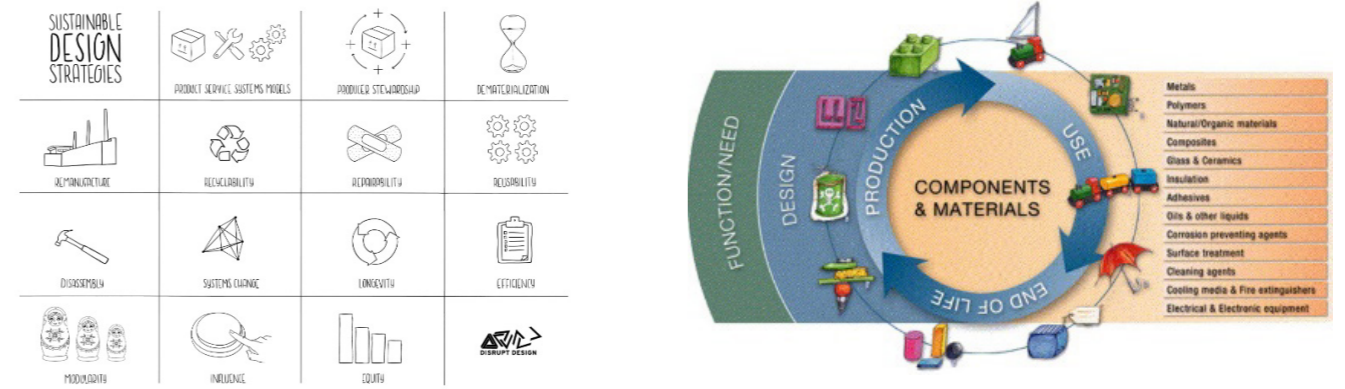 SUSTAINABLE
DESIGN
STRATEGIES
PRODUCT SERVICE SYSTEMS MODELS
PRODUCER STEWARDSHIP
DEMATERIALIZATION
REMANUFACTURE
RECYCLABILITY
REPAIRABILITY
REUSABILITY
DISASSEMBLY
SYSTEMS CHANGE
LONGEVITY
EFFICIENCY
MODULARITY
INFLUENCE
EQUITY
DISRUPT DESIGN
FUNCTION/NEED
DESIGN
PRODUCTION
USE
END OF LIFE
COMPONENTS
& MATERIALS
Metals
Polymers
Natural/Organic materials
Composites
Glass & Ceramics
Insulation
Adhesives
Oils & other liquids
Corrosion preventing agents
Surface treatment
Cleaning agents
Cooling media & Fire extinguishers
Electrical & Electronic equipment